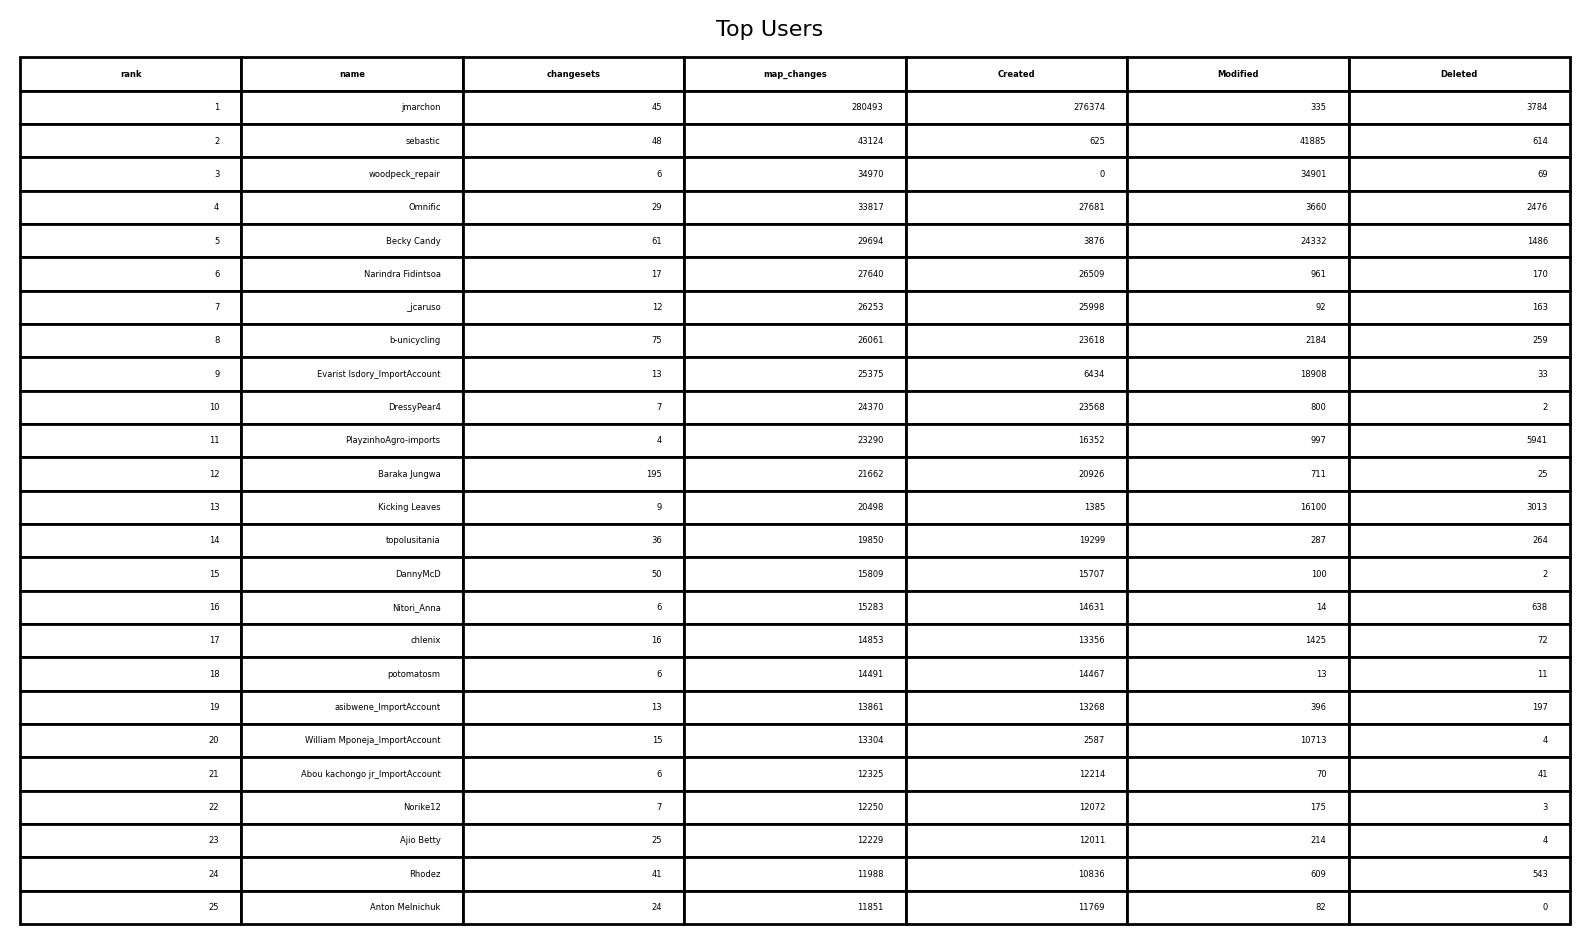 Top Users
rank name changesets map_changes Created Modified Deleted
1 jmarchon 45 280493 276374 335 3784
2 sebastic 48 43124 625 41885 614
3 woodpeck_repair 6 34970 0 34901 69
4 Omnific 29 33817 27681 3660 2476
5 Becky Candy 61 29694 3876 24332 1486
6 Narindra Fidintsoa 17 27640 26509 961 170
7 _jcaruso 12 26253 25998 92 163
8 b-unicycling 75 26061 23618 2184 259
9 Evarist Isdory_ImportAccount 13 25375 6434 18908 33
10 DressyPear4 7 24370 23568 800 2
11 PlayzinhoAgro-imports 4 23290 16352 997 5941
12 Baraka Jungwa 195 21662 20926 711 25
13 Kicking Leaves 9 20498 1385 16100 3013
14 topolusitania 36 19850 19299 287 264
15 DannyMcD 50 15809 15707 100 2
16 Nitori_Anna 6 15283 14631 14 638
17 chlenix 16 14853 13356 1425 72
18 potomatosm 6 14491 14467 13 11
19 asibwene_ImportAccount 13 13861 13268 396 197
20 William Mponeja_ImportAccount 15 13304 2587 10713 4
21 Abou kachongo jr_ImportAccount 6 12325 12214 70 41
22 Norike12 7 12250 12072 175 3
23 Ajio Betty 25 12229 12011 214 4
24 Rhodez 41 11988 10836 609 543
25 Anton Melnichuk 24 11851 11769 82 0